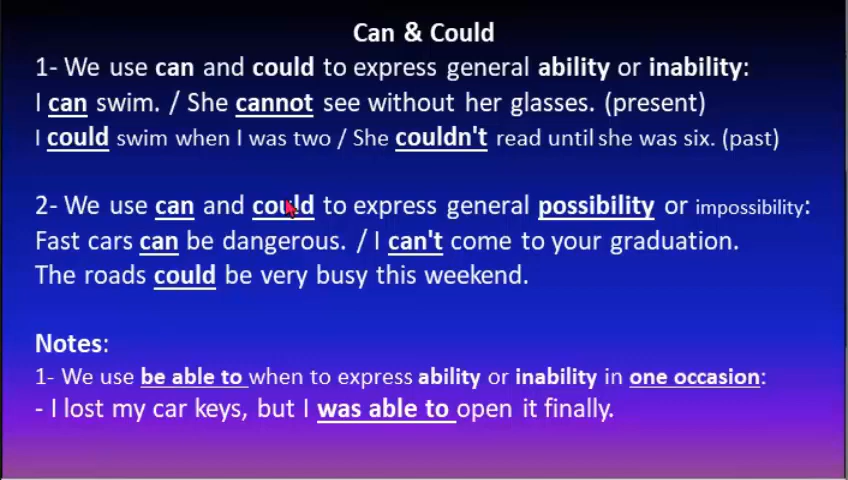 Can & Could
1- We use can and could to express general ability or inability:
I can swim. / She cannot see without her glasses. (present)
I could swim when I was two / She couldn't read until she was six. (past)
2- We use can and could to express general possibility or impossibility:
Fast cars can be dangerous. / I can't come to your graduation.
The roads could be very busy this weekend.
Notes:
1- We use be able to when to express ability or inability in one occasion:
- I lost my car keys, but I was able to open it finally.